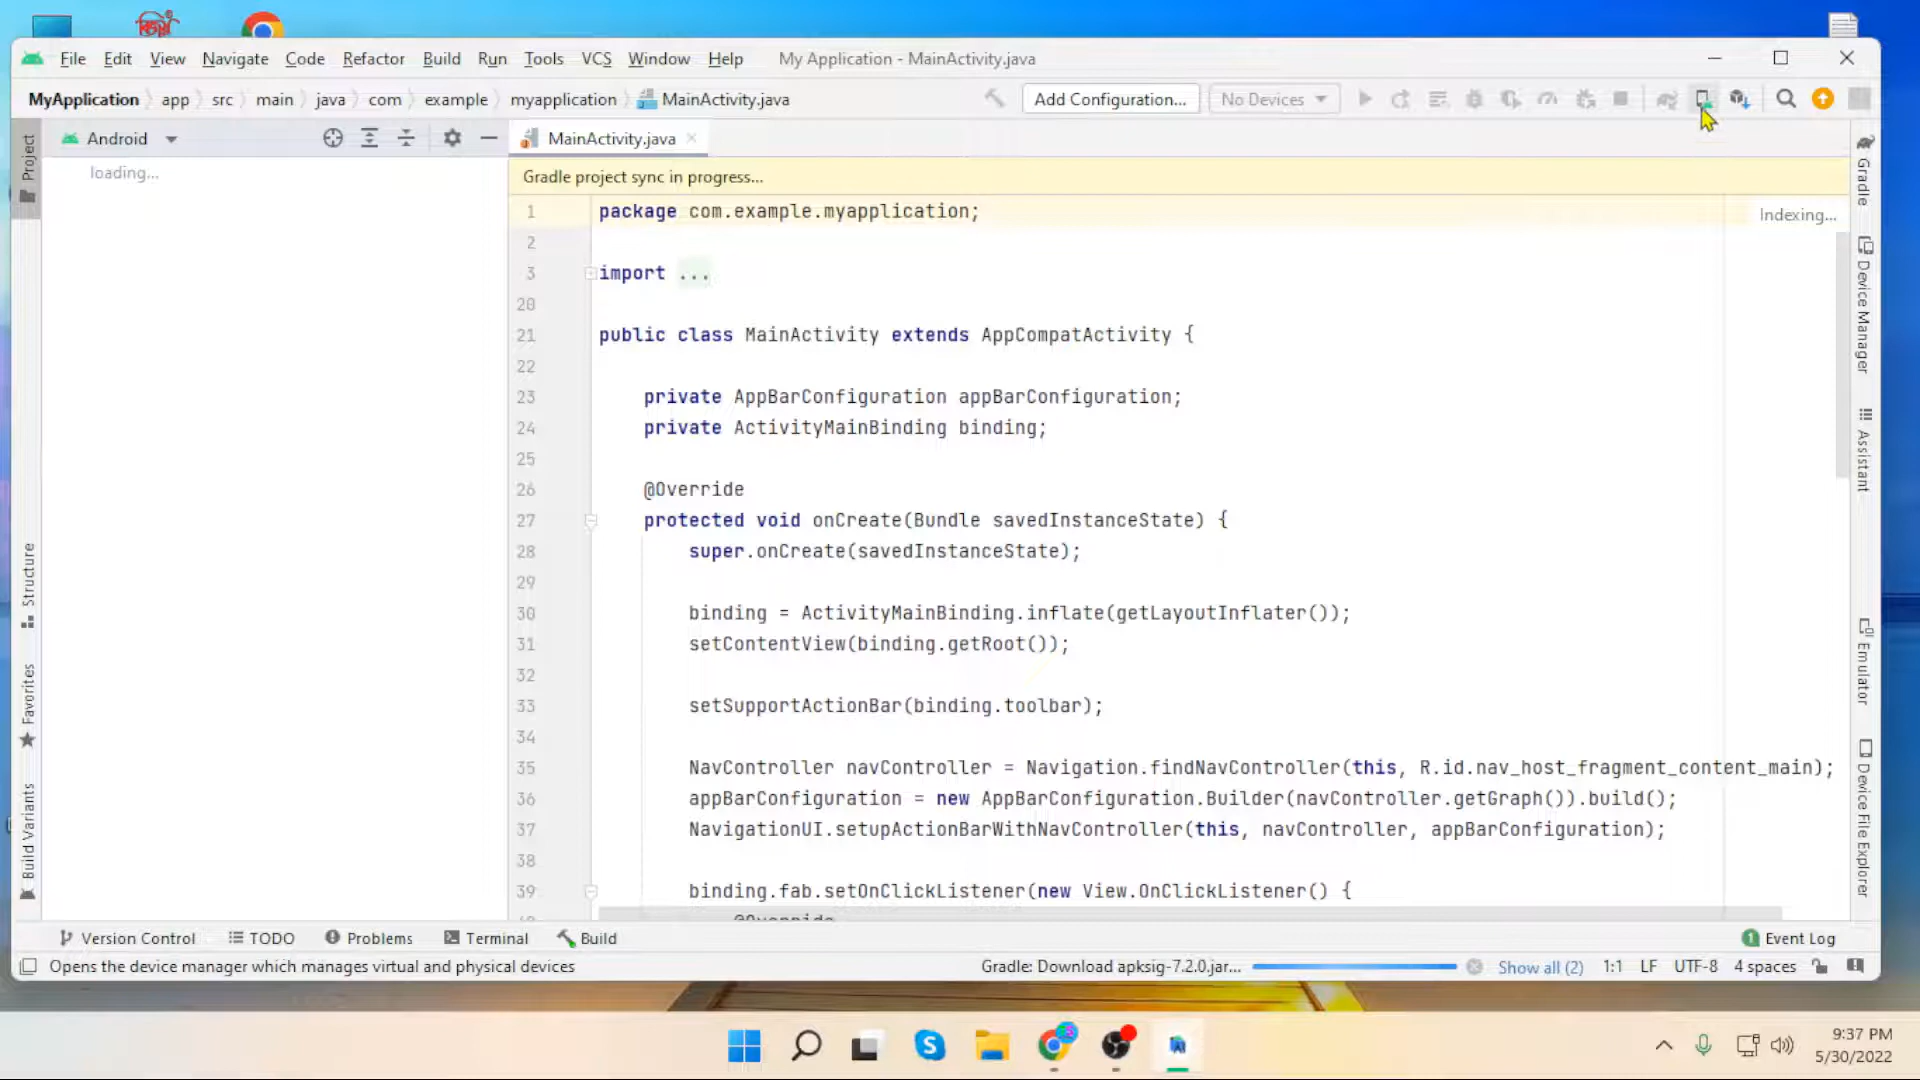 File Edit View Navigate Code Refactor Build Run Tools VCS Window Help My Application - MainActivity.java
MyApplication app src main java com example myapplication MainActivity.java Add Configuration... No Devices
Android
MainActivity.java
loading...
Gradle project sync in progress...
Indexing...
1 package com.example.myapplication;
2
3 import ...
20
21 public class MainActivity extends AppCompatActivity {
22
23 private AppBarConfiguration appBarConfiguration;
24 private ActivityMainBinding binding;
25
26 @Override
27 protected void onCreate(Bundle savedInstanceState) {
28 super.onCreate(savedInstanceState);
29
30 binding = ActivityMainBinding.inflate(getLayoutInflater());
31 setContentView(binding.getRoot());
32
33 setSupportActionBar(binding.toolbar);
34
35 NavController navController = Navigation.findNavController(this, R.id.nav_host_fragment_content_main);
36 appBarConfiguration = new AppBarConfiguration.Builder(navController.getGraph()).build();
37 NavigationUI.setupActionBarWithNavController(this, navController, appBarConfiguration);
38
39 binding.fab.setOnClickListener(new View.OnClickListener() {
@Override
Project
Structure
Favorites
Build Variants
Gradle
Device Manager
Assistant
Emulator
Device File Explorer
Version Control TODO Problems Terminal Build 1 Event Log
Opens the device manager which manages virtual and physical devices Gradle: Download apksig-7.2.0.jar... Show all (2) 1:1 LF UTF-8 4 spaces
9:37 PM
5/30/2022